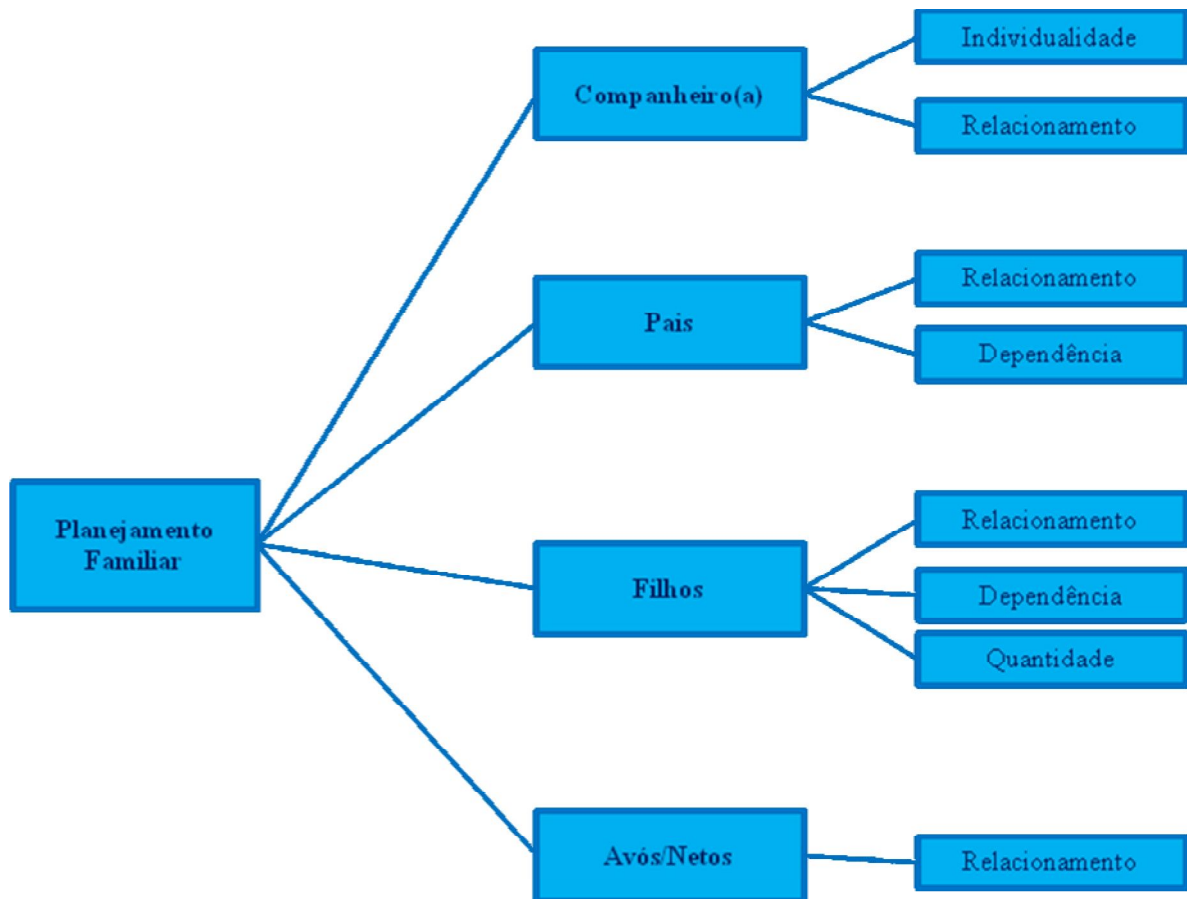 Planejamento
Familiar
Companheiro(a)
Individualidade
Relacionamento
Pais
Relacionamento
Dependência
Filhos
Relacionamento
Dependência
Quantidade
Avós/Netos
Relacionamento